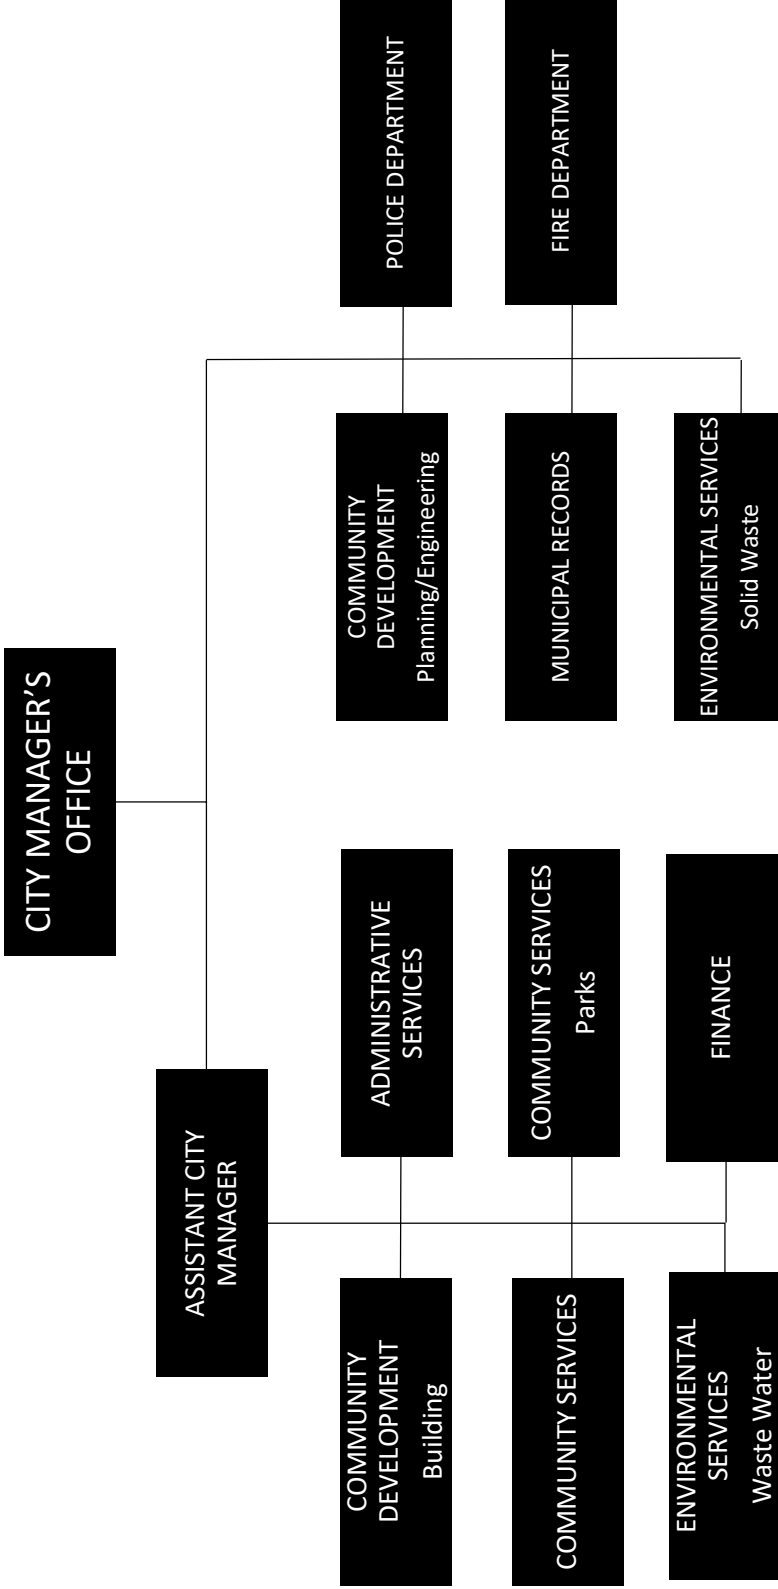 CITY MANAGER’S
OFFICE
ASSISTANT CITY
MANAGER
COMMUNITY
DEVELOPMENT
Building
ADMINISTRATIVE
SERVICES
COMMUNITY
DEVELOPMENT
Planning/Engineering
POLICE DEPARTMENT
COMMUNITY SERVICES
COMMUNITY SERVICES
Parks
MUNICIPAL RECORDS
FIRE DEPARTMENT
ENVIRONMENTAL
SERVICES
Waste Water
FINANCE
ENVIRONMENTAL SERVICES
Solid Waste